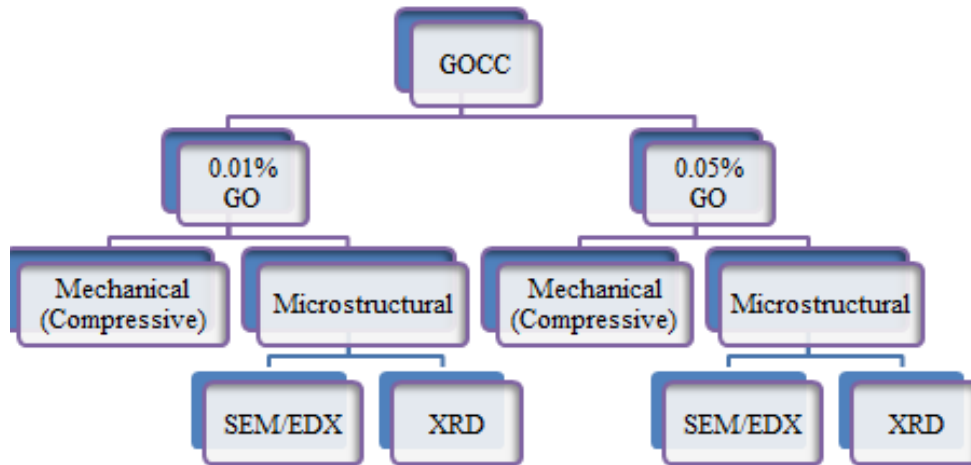 GOCC
0.01%
GO
0.05%
GO
Mechanical
(Compressive)
Microstructural
Mechanical
(Compressive)
Microstructural
SEM/EDX
XRD
SEM/EDX
XRD